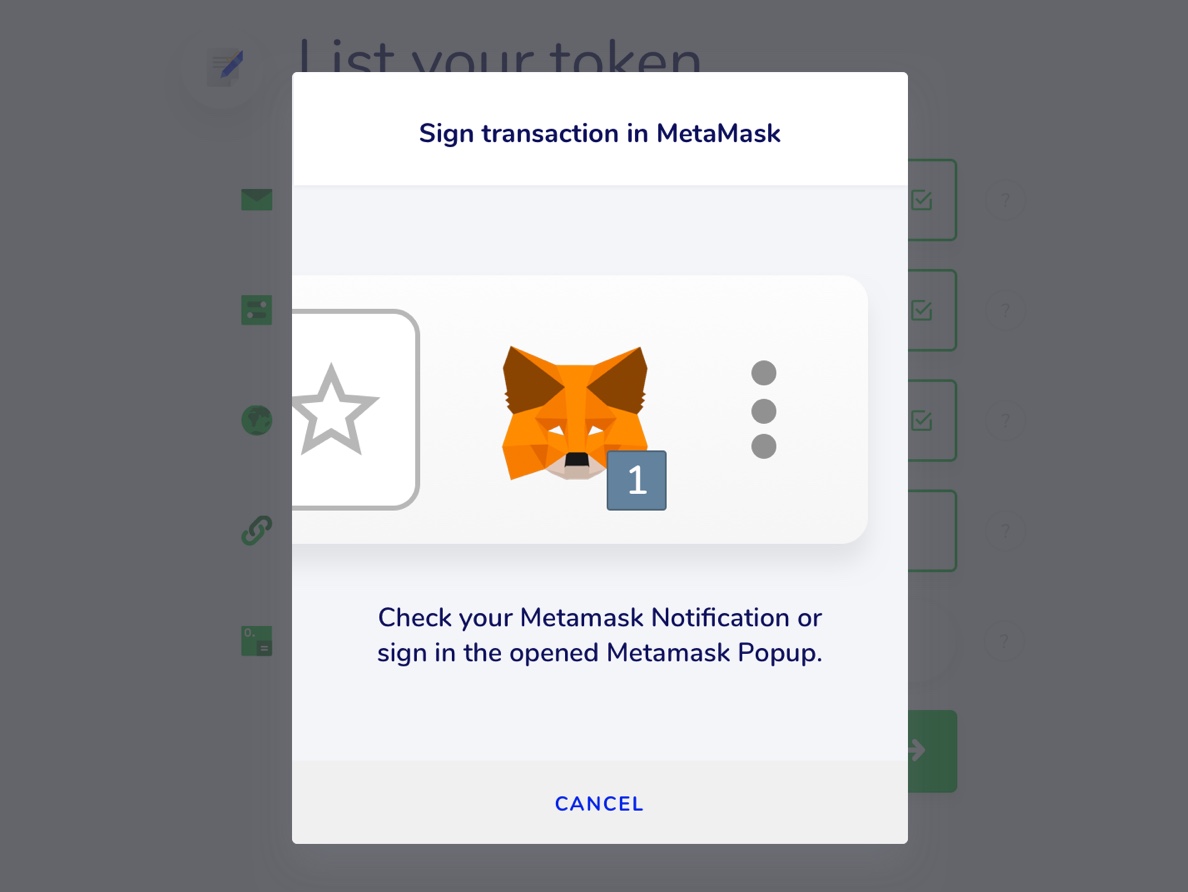 List your token
Sign transaction in MetaMask
?
?
?
1
?
Check your Metamask Notification or
sign in the opened Metamask Popup.
0.
?
CANCEL